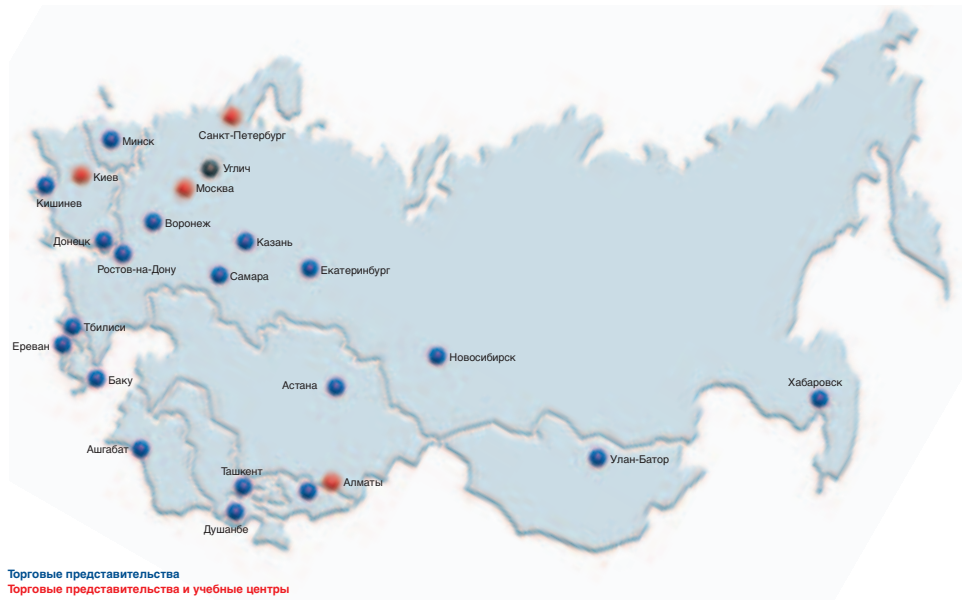 Санкт-Петербург
Минск
Углич
Киев
Москва
Кишинев
Воронеж
Донецк
Казань
Ростов-на-Дону
Самара
Екатеринбург
Тбилиси
Ереван
Новосибирск
Баку
Астана
Хабаровск
Ашгабат
Улан-Батор
Ташкент
Алматы
Душанбе
Торговые представительства
Торговые представительства и учебные центры